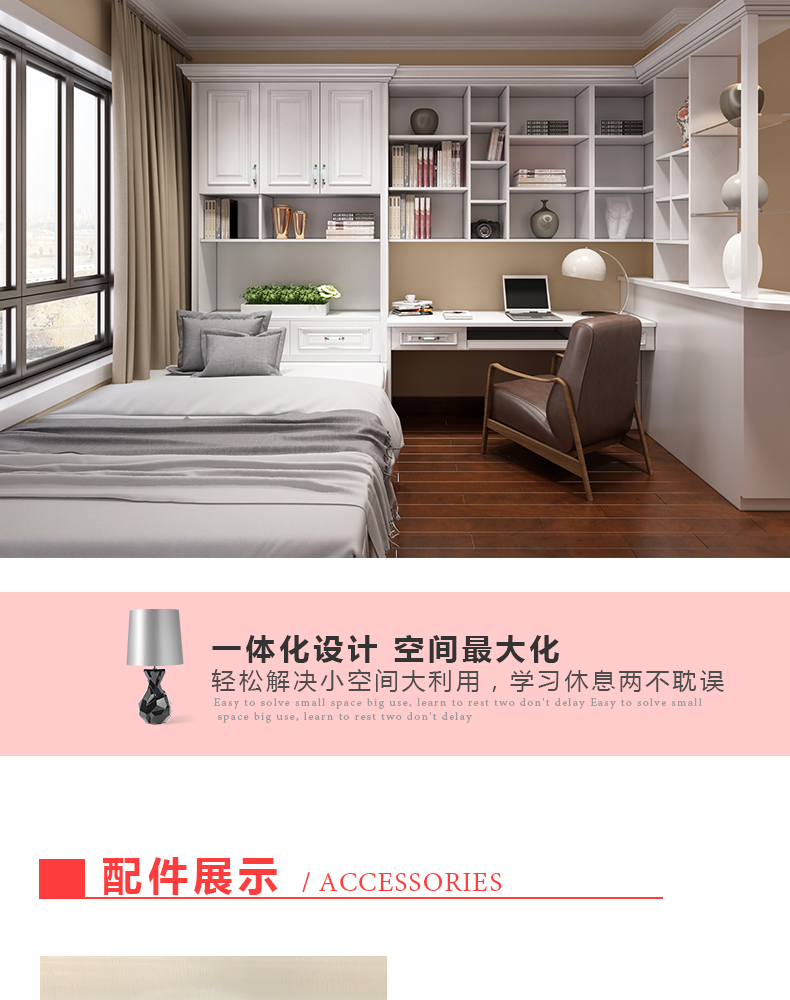 一体化设计 空间最大化
轻松解决小空间大利用，学习休息两不耽误
Easy to solve small space big use, learn to rest two don't delay Easy to solve small
space big use, learn to rest two don't delay
配件展示 / ACCESSORIES